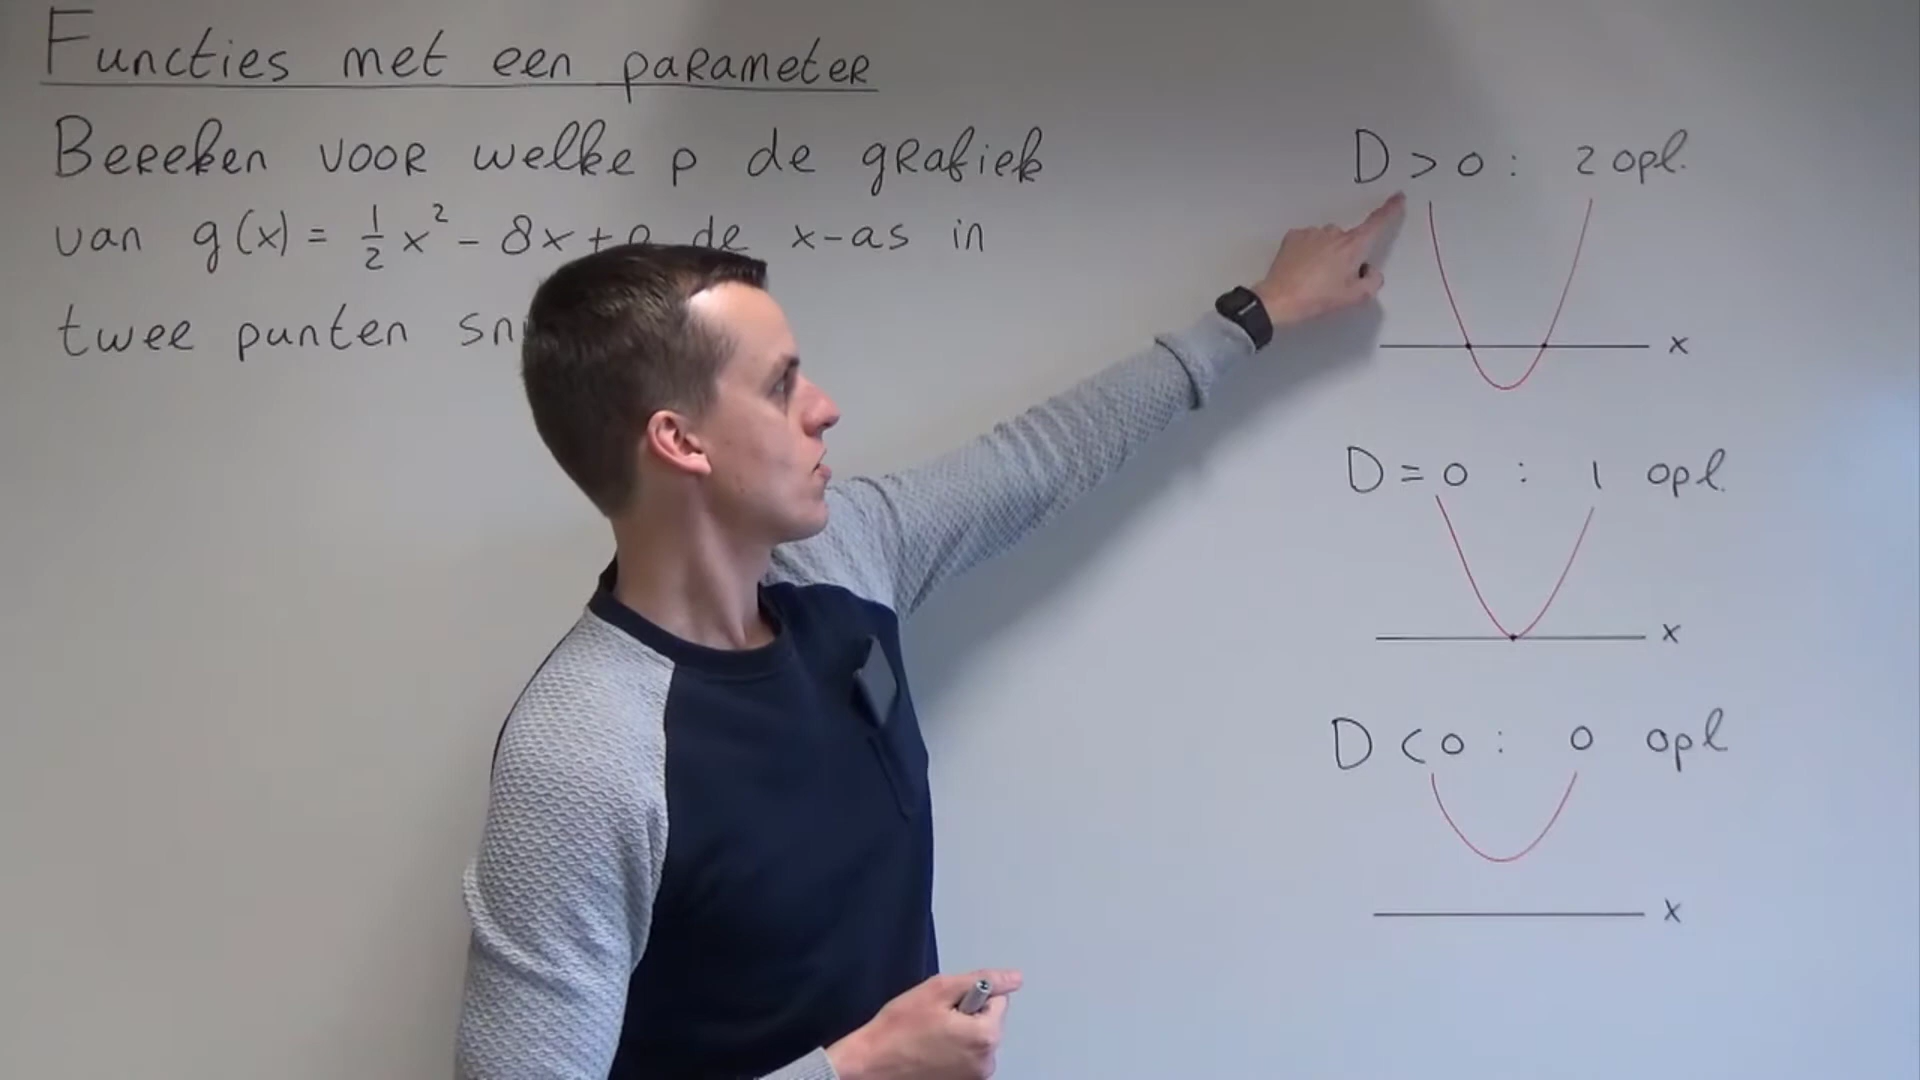 Functies met een parameter
Bereken voor welke p de grafiek
van g(x) = 1/2 x² - 8x + de x-as in
twee punten
D > 0 : 2 opl.
x
D = 0 : 1 opl.
x
D < 0 : 0 opl
x